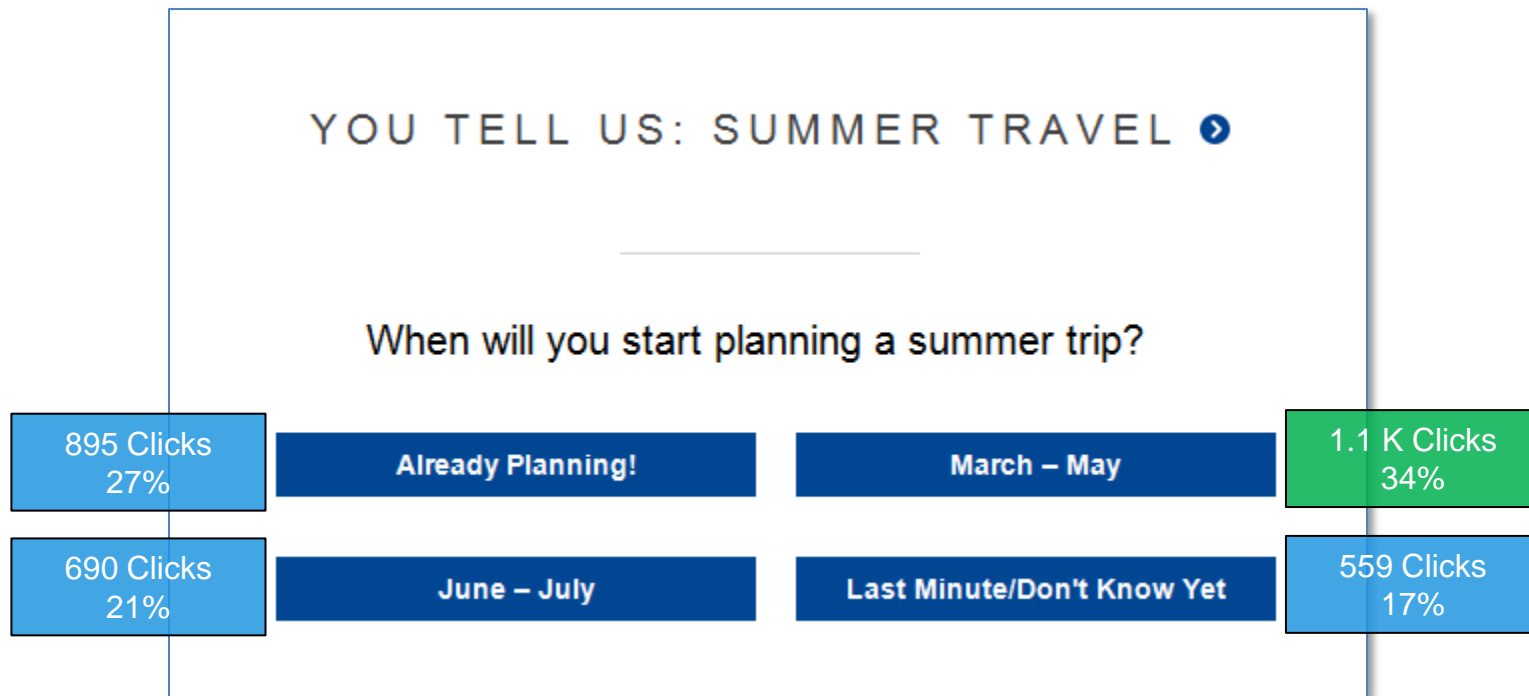 YOU TELL US: SUMMER TRAVEL
When will you start planning a summer trip?
895 Clicks
27%
Already Planning!
March – May
1.1 K Clicks
34%
690 Clicks
21%
June – July
Last Minute/Don't Know Yet
559 Clicks
17%